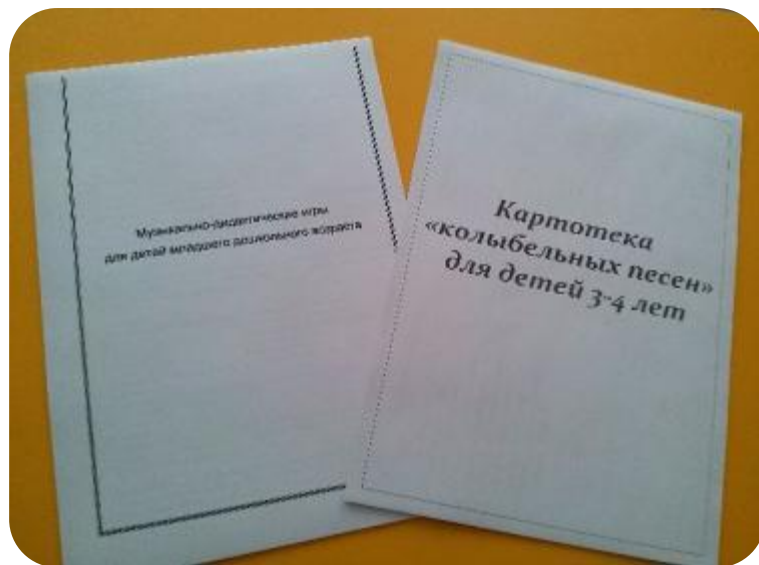 Музыкально-дидактические игры
для детей младшего дошкольного возраста
Картотека
«колыбельных песен»
для детей 3-4 лет